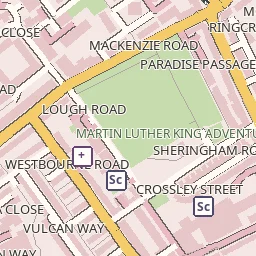 CLOSE
M
RINGCR
MACKENZIE ROAD
PARADISE PASSAGE
AD
LOUGH ROAD
MARTIN LUTHER KING ADVENTU
SHERINGHAM RO
WESTBOURNE ROAD
Sc
CROSSLEY STREET
Sc
A CLOSE
VULCAN WAY